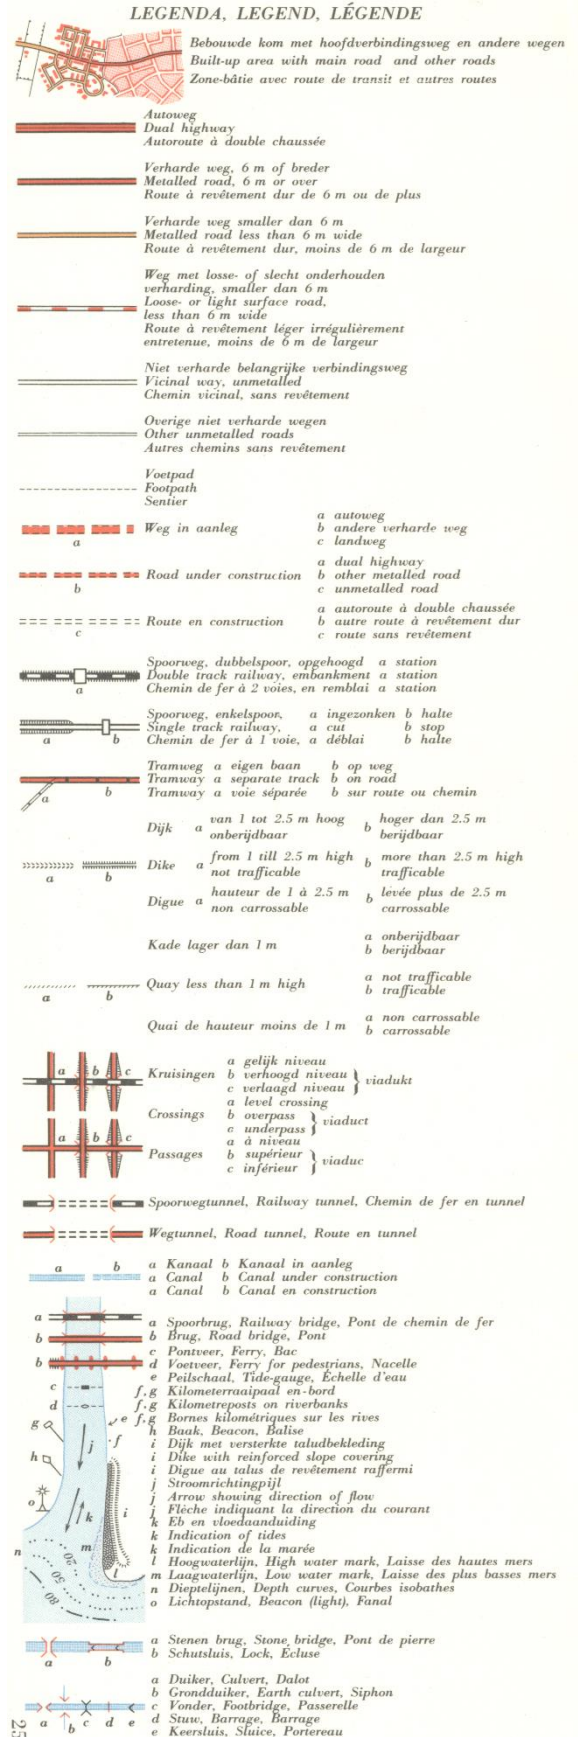 LEGENDA, LEGEND, LÉGENDE
Bebouwde kom met hoofdverbindingsweg en andere wegen
Built-up area with main road and other roads
Zone-bâtie avec route de transit et autres routes
Autoweg
Dual highway
Autoroute à double chaussée
Verharde weg, 6 m of breder
Metalled road, 6 m or over
Route à revêtement dur de 6 m ou de plus
Verharde weg smaller dan 6 m
Metalled road less than 6 m wide
Route à revêtement dur, moins de 6 m de largeur
Weg met losse- of slecht onderhouden
verharding, smaller dan 6 m
Loose- or light surface road,
less than 6 m wide
Route à revêtement léger irrégulièrement
entretenue, moins de 6 m de largeur
Niet verharde belangrijke verbindingsweg
Vicinal way, unmetalled
Chemin vicinal, sans revêtement
Overige niet verharde wegen
Other unmetalled roads
Autres chemins sans revêtement
Voetpad
Footpath
Sentier
a autoweg
Weg in aanleg b andere verharde weg
a c landweg
a dual highway
Road under construction b other metalled road
b c unmetalled road
a autoroute à double chaussée
Route en construction b autre route à revêtement dur
c c route sans revêtement
Spoorweg, dubbelspoor, opgehoogd a station
Double track railway, embankment a station
a Chemin de fer à 2 voies, en remblai a station
Spoorweg, enkelspoor, a ingezonken b halte
Single track railway, a cut b stop
a b Chemin de fer à 1 voie, a déblai b halte
Tramweg a eigen baan b op weg
Tramway a separate track b on road
a b Tramway a voie séparée b sur route ou chemin
Dijk a van 1 tot 2.5 m hoog b hoger dan 2.5 m
onberijdbaar berijdbaar
Dike a from 1 till 2.5 m high b more than 2.5 m high
a b not trafficable trafficable
Digue a hauteur de 1 à 2.5 m b levée plus de 2.5 m
non carrossable carrossable
Kade lager dan 1 m a onberijdbaar
b berijdbaar
Quay less than 1 m high a not trafficable
a b b trafficable
Quai de hauteur moins de 1 m a non carrossable
b carrossable
a b c
a gelijk niveau
Kruisingen b verhoogd niveau } viadukt
c verlaagd niveau
a level crossing
Crossings b overpass } viaduct
c underpass
a b c
a à niveau
Passages b supérieur } viaduc
c inférieur
Spoorwegtunnel, Railway tunnel, Chemin de fer en tunnel
Wegtunnel, Road tunnel, Route en tunnel
a b a Kanaal b Kanaal in aanleg
a Canal b Canal under construction
a Canal b Canal en construction
a a Spoorbrug, Railway bridge, Pont de chemin de fer
b b Brug, Road bridge, Pont
c Pontveer, Ferry, Bac
b d Voetveer, Ferry for pedestrians, Nacelle
e Peilschaal, Tide-gauge, Échelle d'eau
c f,g Kilometerraaipaal en-bord
d f,g Kilometreposts on riverbanks
g e f,g Bornes kilométriques sur les rives
h Baak, Beacon, Balise
j f i Dijk met versterkte taludbekleding
h i Dike with reinforced slope covering
i Digue au talus de revêtement raffermi
j Stroomrichtingpijl
o j Arrow showing direction of flow
i j Flèche indiquant la direction du courant
k k Eb en vloedaanduiding
k Indication of tides
n m k Indication de la marée
20 l l Hoogwaterlijn, High water mark, Laisse des hautes mers
50 m Laagwaterlijn, Low water mark, Laisse des plus basses mers
80 n Dieptelijnen, Depth curves, Courbes isobathes
o Lichtopstand, Beacon (light), Fanal
a Stenen brug, Stone bridge, Pont de pierre
a b b Schutsluis, Lock, Écluse
a Duiker, Culvert, Dalot
b Grondduiker, Earth culvert, Siphon
c Vonder, Footbridge, Passerelle
a b c d e d Stuw, Barrage, Barrage
e Keersluis, Sluice, Portereau
25